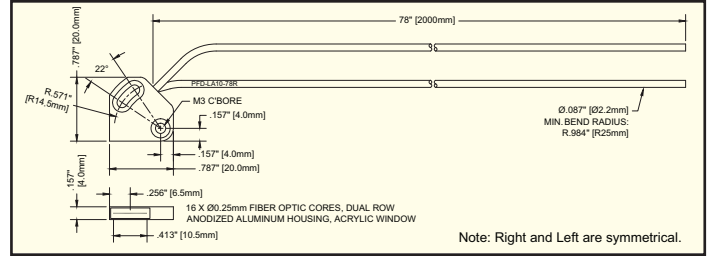 78" [2000mm]
.787" [20.0mm]
22°
R.571"
[R14.5mm]
PFD-LA10-78R
M3 C'BORE
.157" [4.0mm]
Ø.087" [Ø2.2mm]
MIN. BEND RADIUS:
R.984" [R25mm]
.157" [4.0mm]
.787" [20.0mm]
.157"
[4.0mm]
.256" [6.5mm]
16 X Ø0.25mm FIBER OPTIC CORES, DUAL ROW
ANODIZED ALUMINUM HOUSING, ACRYLIC WINDOW
.413" [10.5mm]
Note: Right and Left are symmetrical.